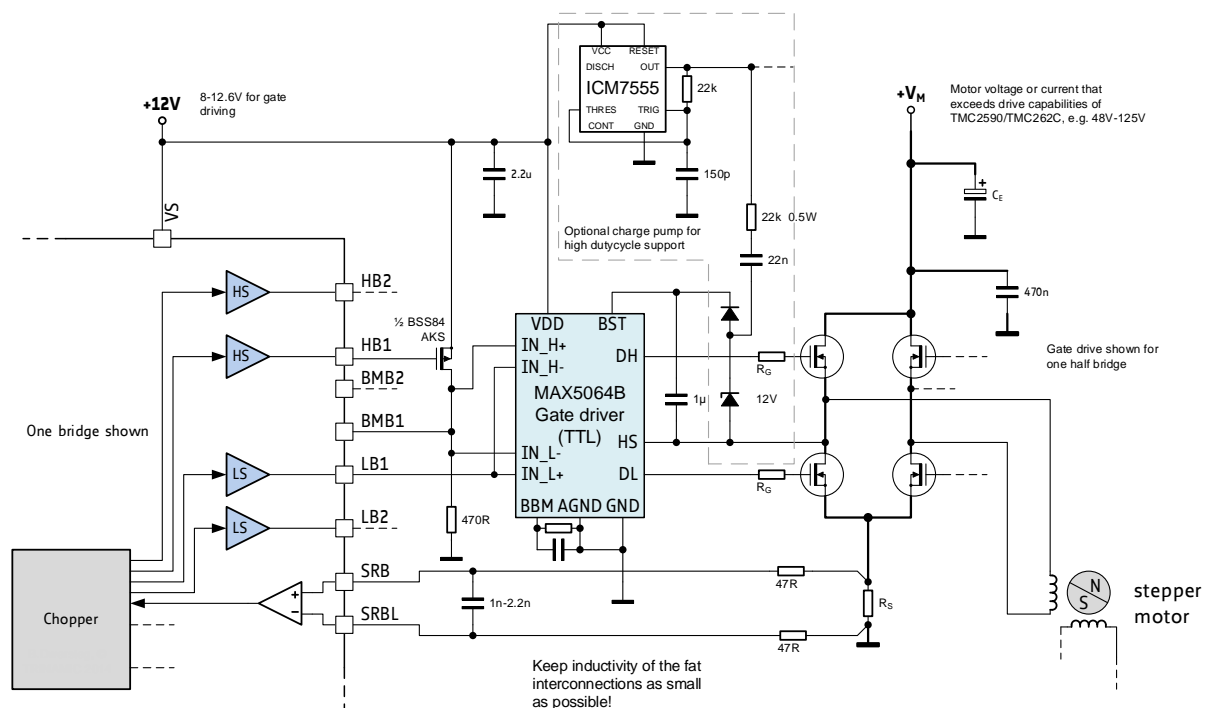 +12V
8-12.6V for gate
driving
VS
VCC RESET
DISCH OUT
ICM7555
THRES TRIG
CONT GND
22k
150p
2.2u
22k 0.5W
22n
Optional charge pump for
high dutycycle support
+VM
Motor voltage or current that
exceeds drive capabilities of
TMC2590/TMC262C, e.g. 48V-125V
+
CE
470n
HS
HB2
HS
HB1
BMB2
BMB1
One bridge shown
LS
LB1
LS
LB2
½ BSS84
AKS
470R
VDD BST
IN_H+
IN_H-
DH
MAX5064B
Gate driver
(TTL)
HS
IN_L-
IN_L+
DL
BBM AGND GND
1µ
12V
RG
RG
Gate drive shown for
one half bridge
Chopper
+
−
SRB
SRBL
1n-2.2n
47R
47R
RS
N
S
stepper
motor
Keep inductivity of the fat
interconnections as small
as possible!